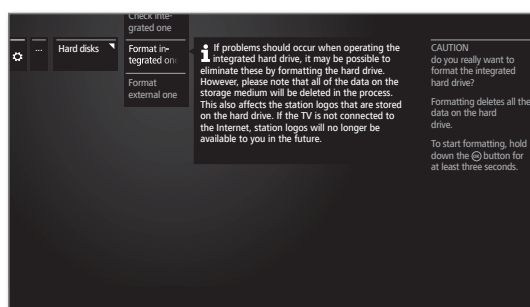 Check inte-
grated one
...
Hard disks
Format in-
tegrated one
Format
external one
If problems should occur when operating the
integrated hard drive, it may be possible to
eliminate these by formatting the hard drive.
However, please note that all of the data on the
storage medium will be deleted in the process.
This also affects the station logos that are stored
on the hard drive. If the TV is not connected to
the Internet, station logos will no longer be
available to you in the future.
CAUTION
do you really want to
format the integrated
hard drive?
Formatting deletes all the
data on the hard
drive.
To start formatting, hold
down the OK button for
at least three seconds.